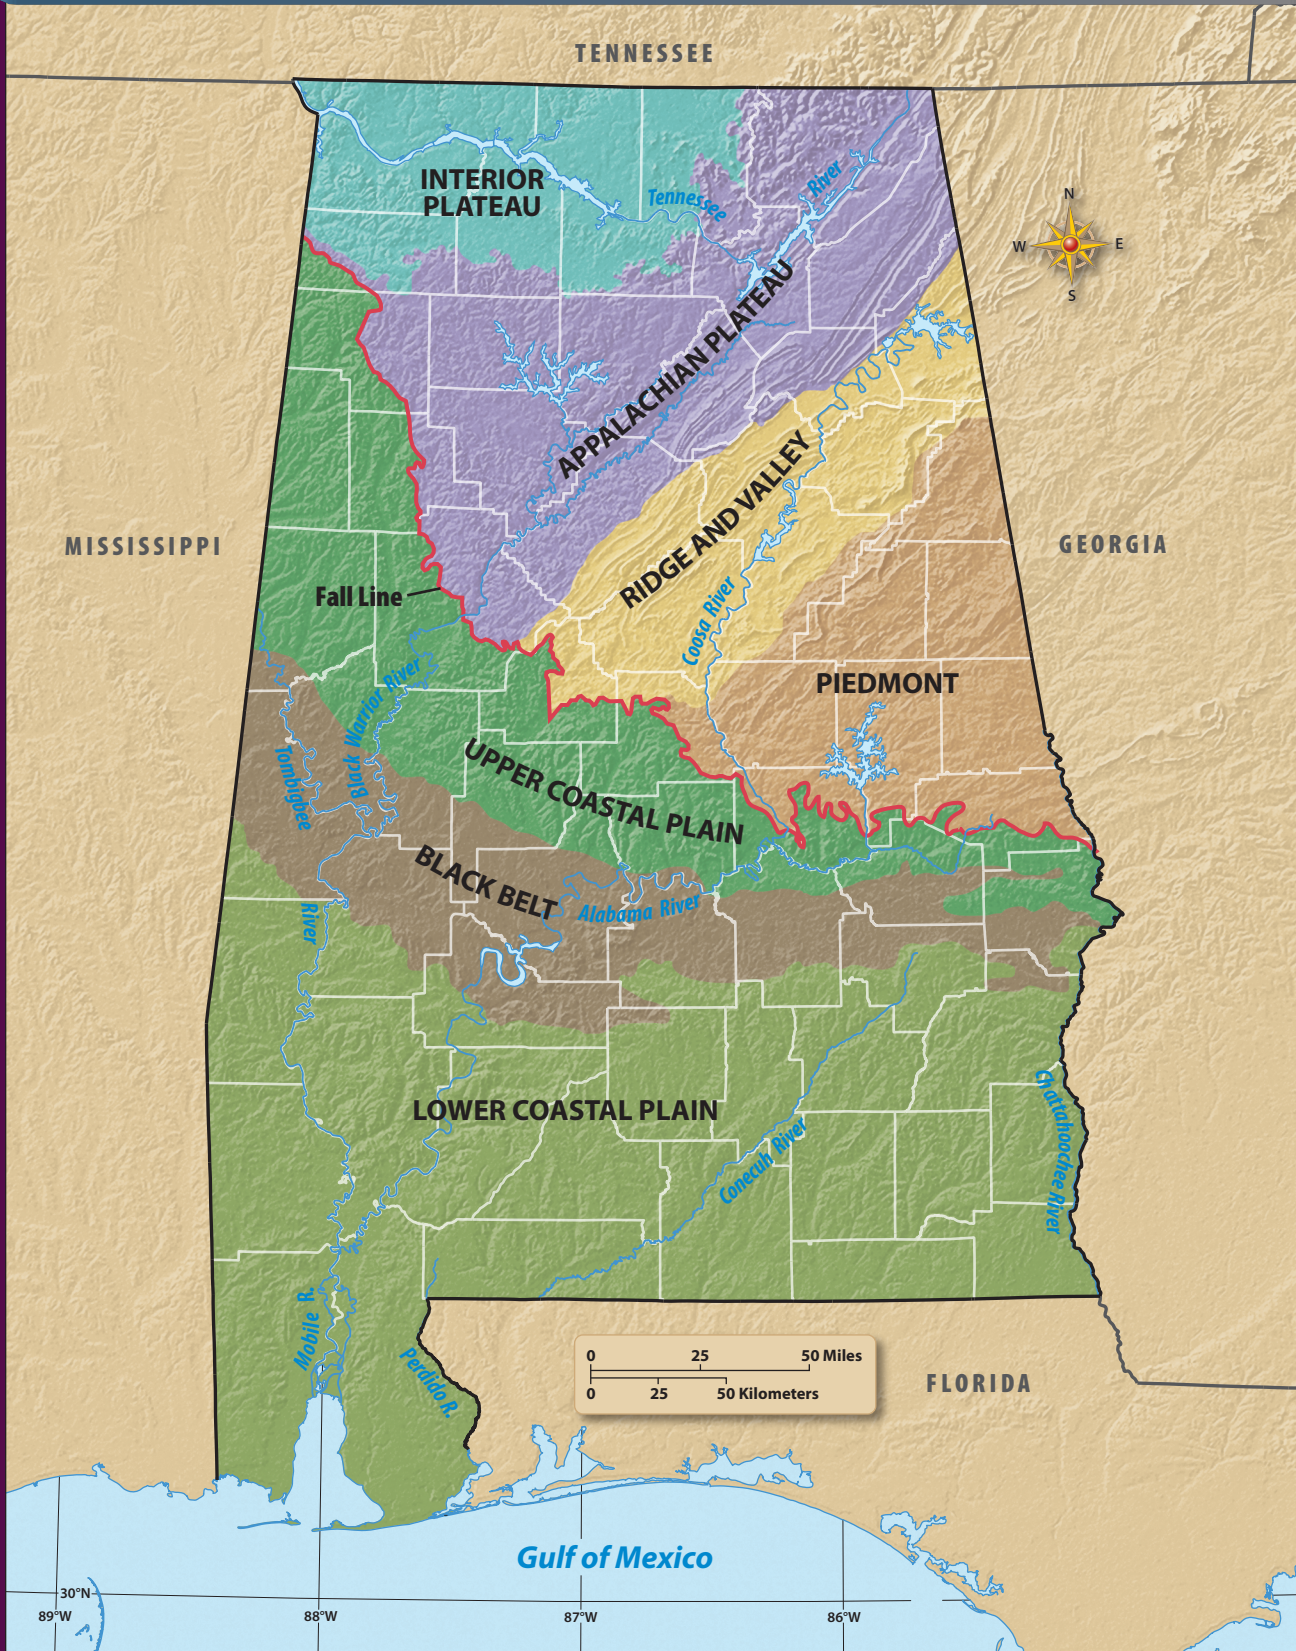 TENNESSEE
INTERIOR
PLATEAU
Tennessee
River
N
W
E
S
APPALACHIAN PLATEAU
RIDGE AND VALLEY
MISSISSIPPI
GEORGIA
Fall Line
Coosa River
PIEDMONT
Black Warrior River
Tombigbee
UPPER COASTAL PLAIN
BLACK BELT
Alabama River
River
LOWER COASTAL PLAIN
Conecuh River
Chattahoochee River
Mobile R.
Perdido R.
0 25 50 Miles
0 25 50 Kilometers
FLORIDA
Gulf of Mexico
30°N
89°W 88°W 87°W 86°W